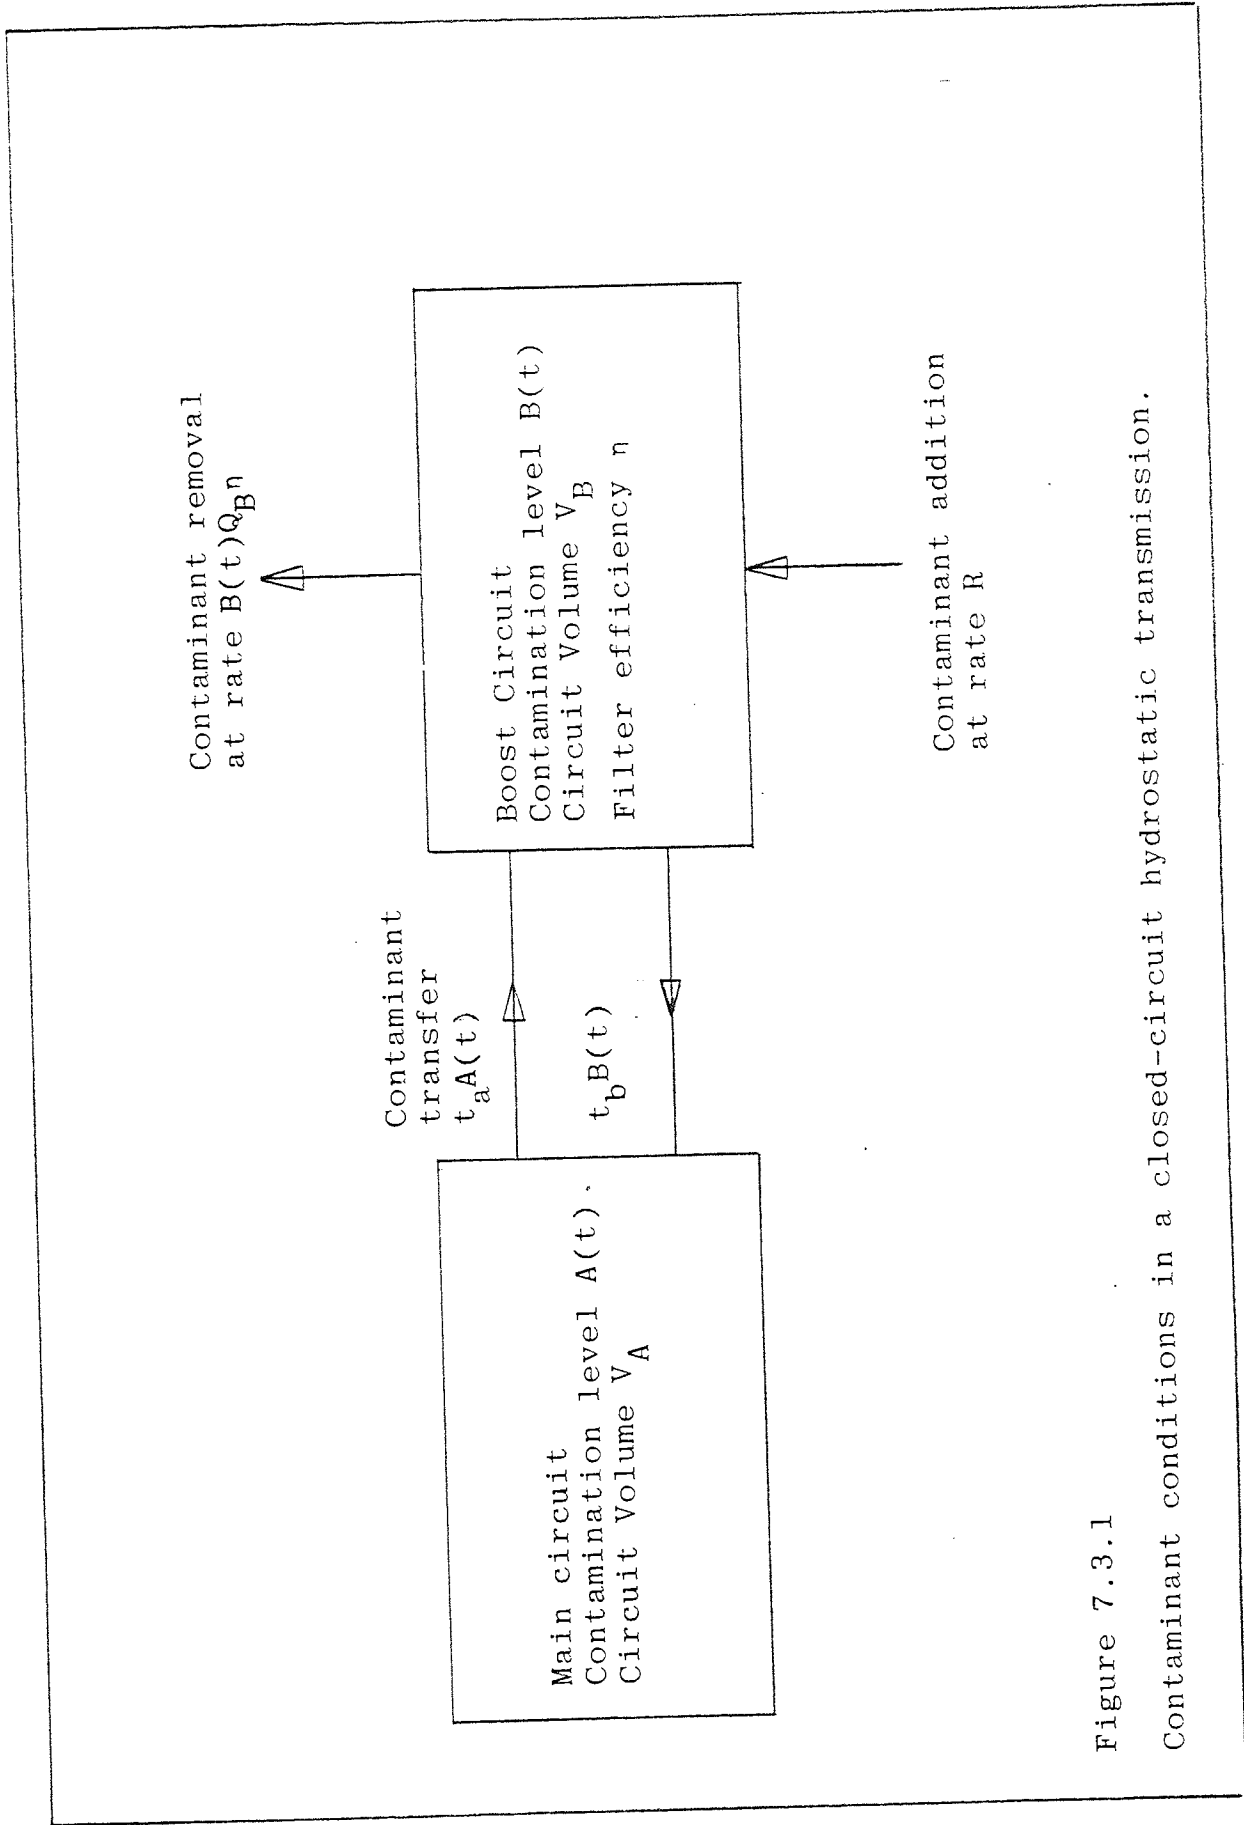 Contaminant removal
at rate B(t)Q_Bη
Contaminant
transfer
t_aA(t)
t_bB(t)
Main circuit
Contamination level A(t).
Circuit Volume V_A
Boost Circuit
Contamination level B(t)
Circuit Volume V_B
Filter efficiency η
Contaminant addition
at rate R
Figure 7.3.1
Contaminant conditions in a closed-circuit hydrostatic transmission.